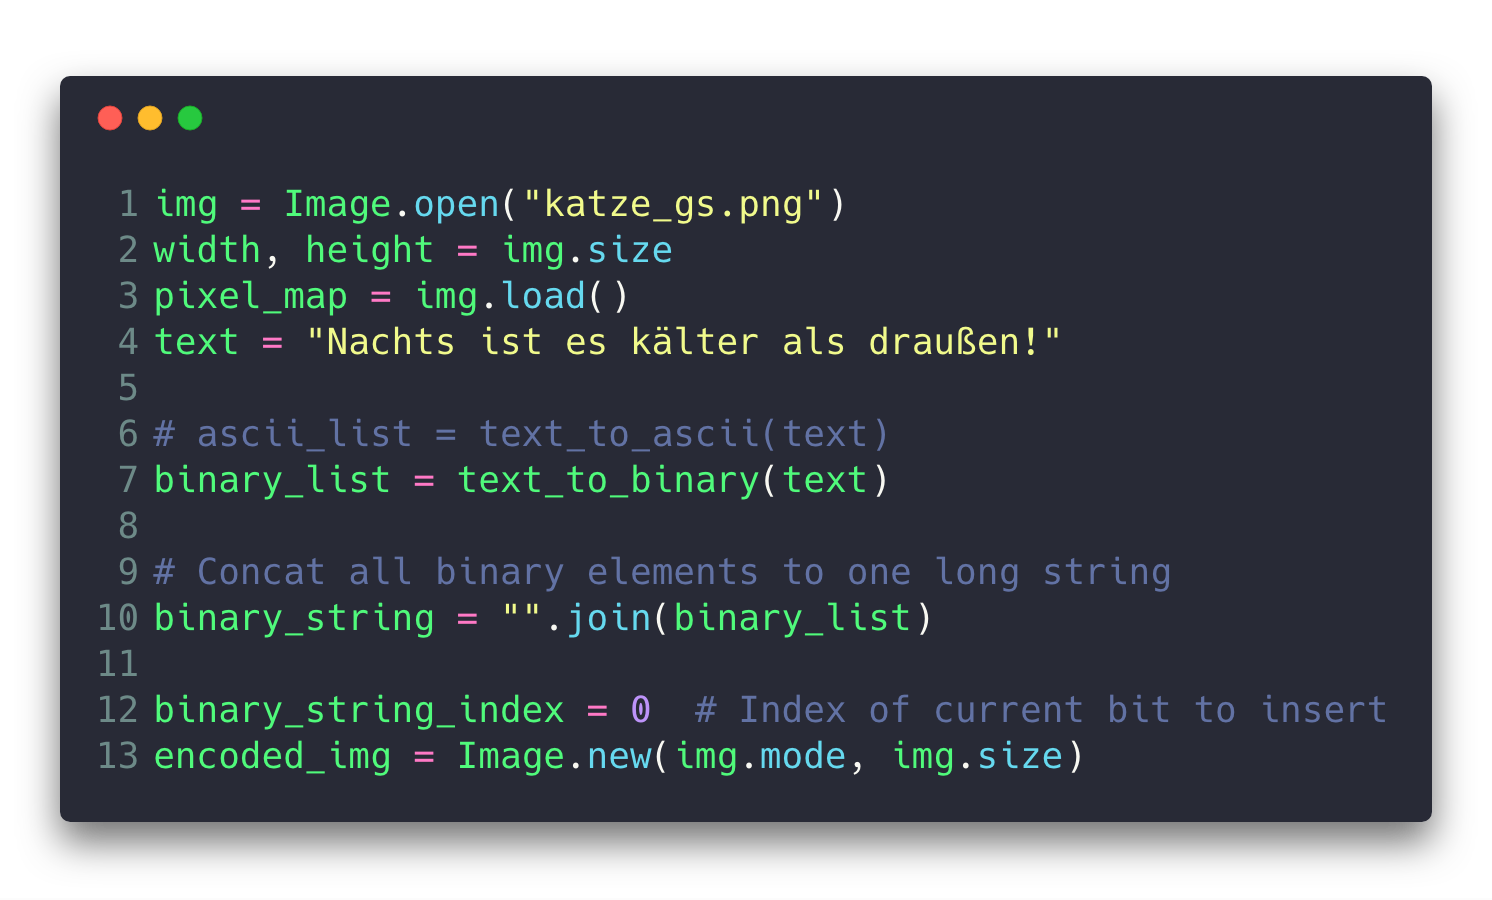 1 img = Image.open("katze_gs.png")
2 width, height = img.size
3 pixel_map = img.load()
4 text = "Nachts ist es kälter als draußen!"
5
6 # ascii_list = text_to_ascii(text)
7 binary_list = text_to_binary(text)
8
9 # Concat all binary elements to one long string
10 binary_string = "".join(binary_list)
11
12 binary_string_index = 0  # Index of current bit to insert
13 encoded_img = Image.new(img.mode, img.size)